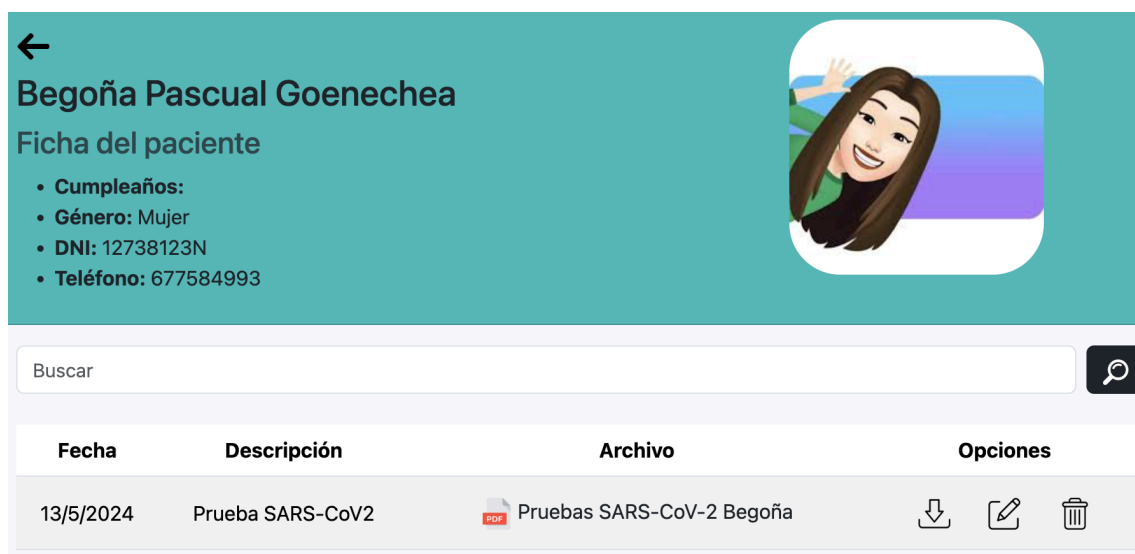 Begoña Pascual Goenechea
Ficha del paciente
• Cumpleaños:
• Género: Mujer
• DNI: 12738123N
• Teléfono: 677584993
Buscar
Fecha Descripción Archivo Opciones
13/5/2024 Prueba SARS-CoV2 PDF Pruebas SARS-CoV-2 Begoña